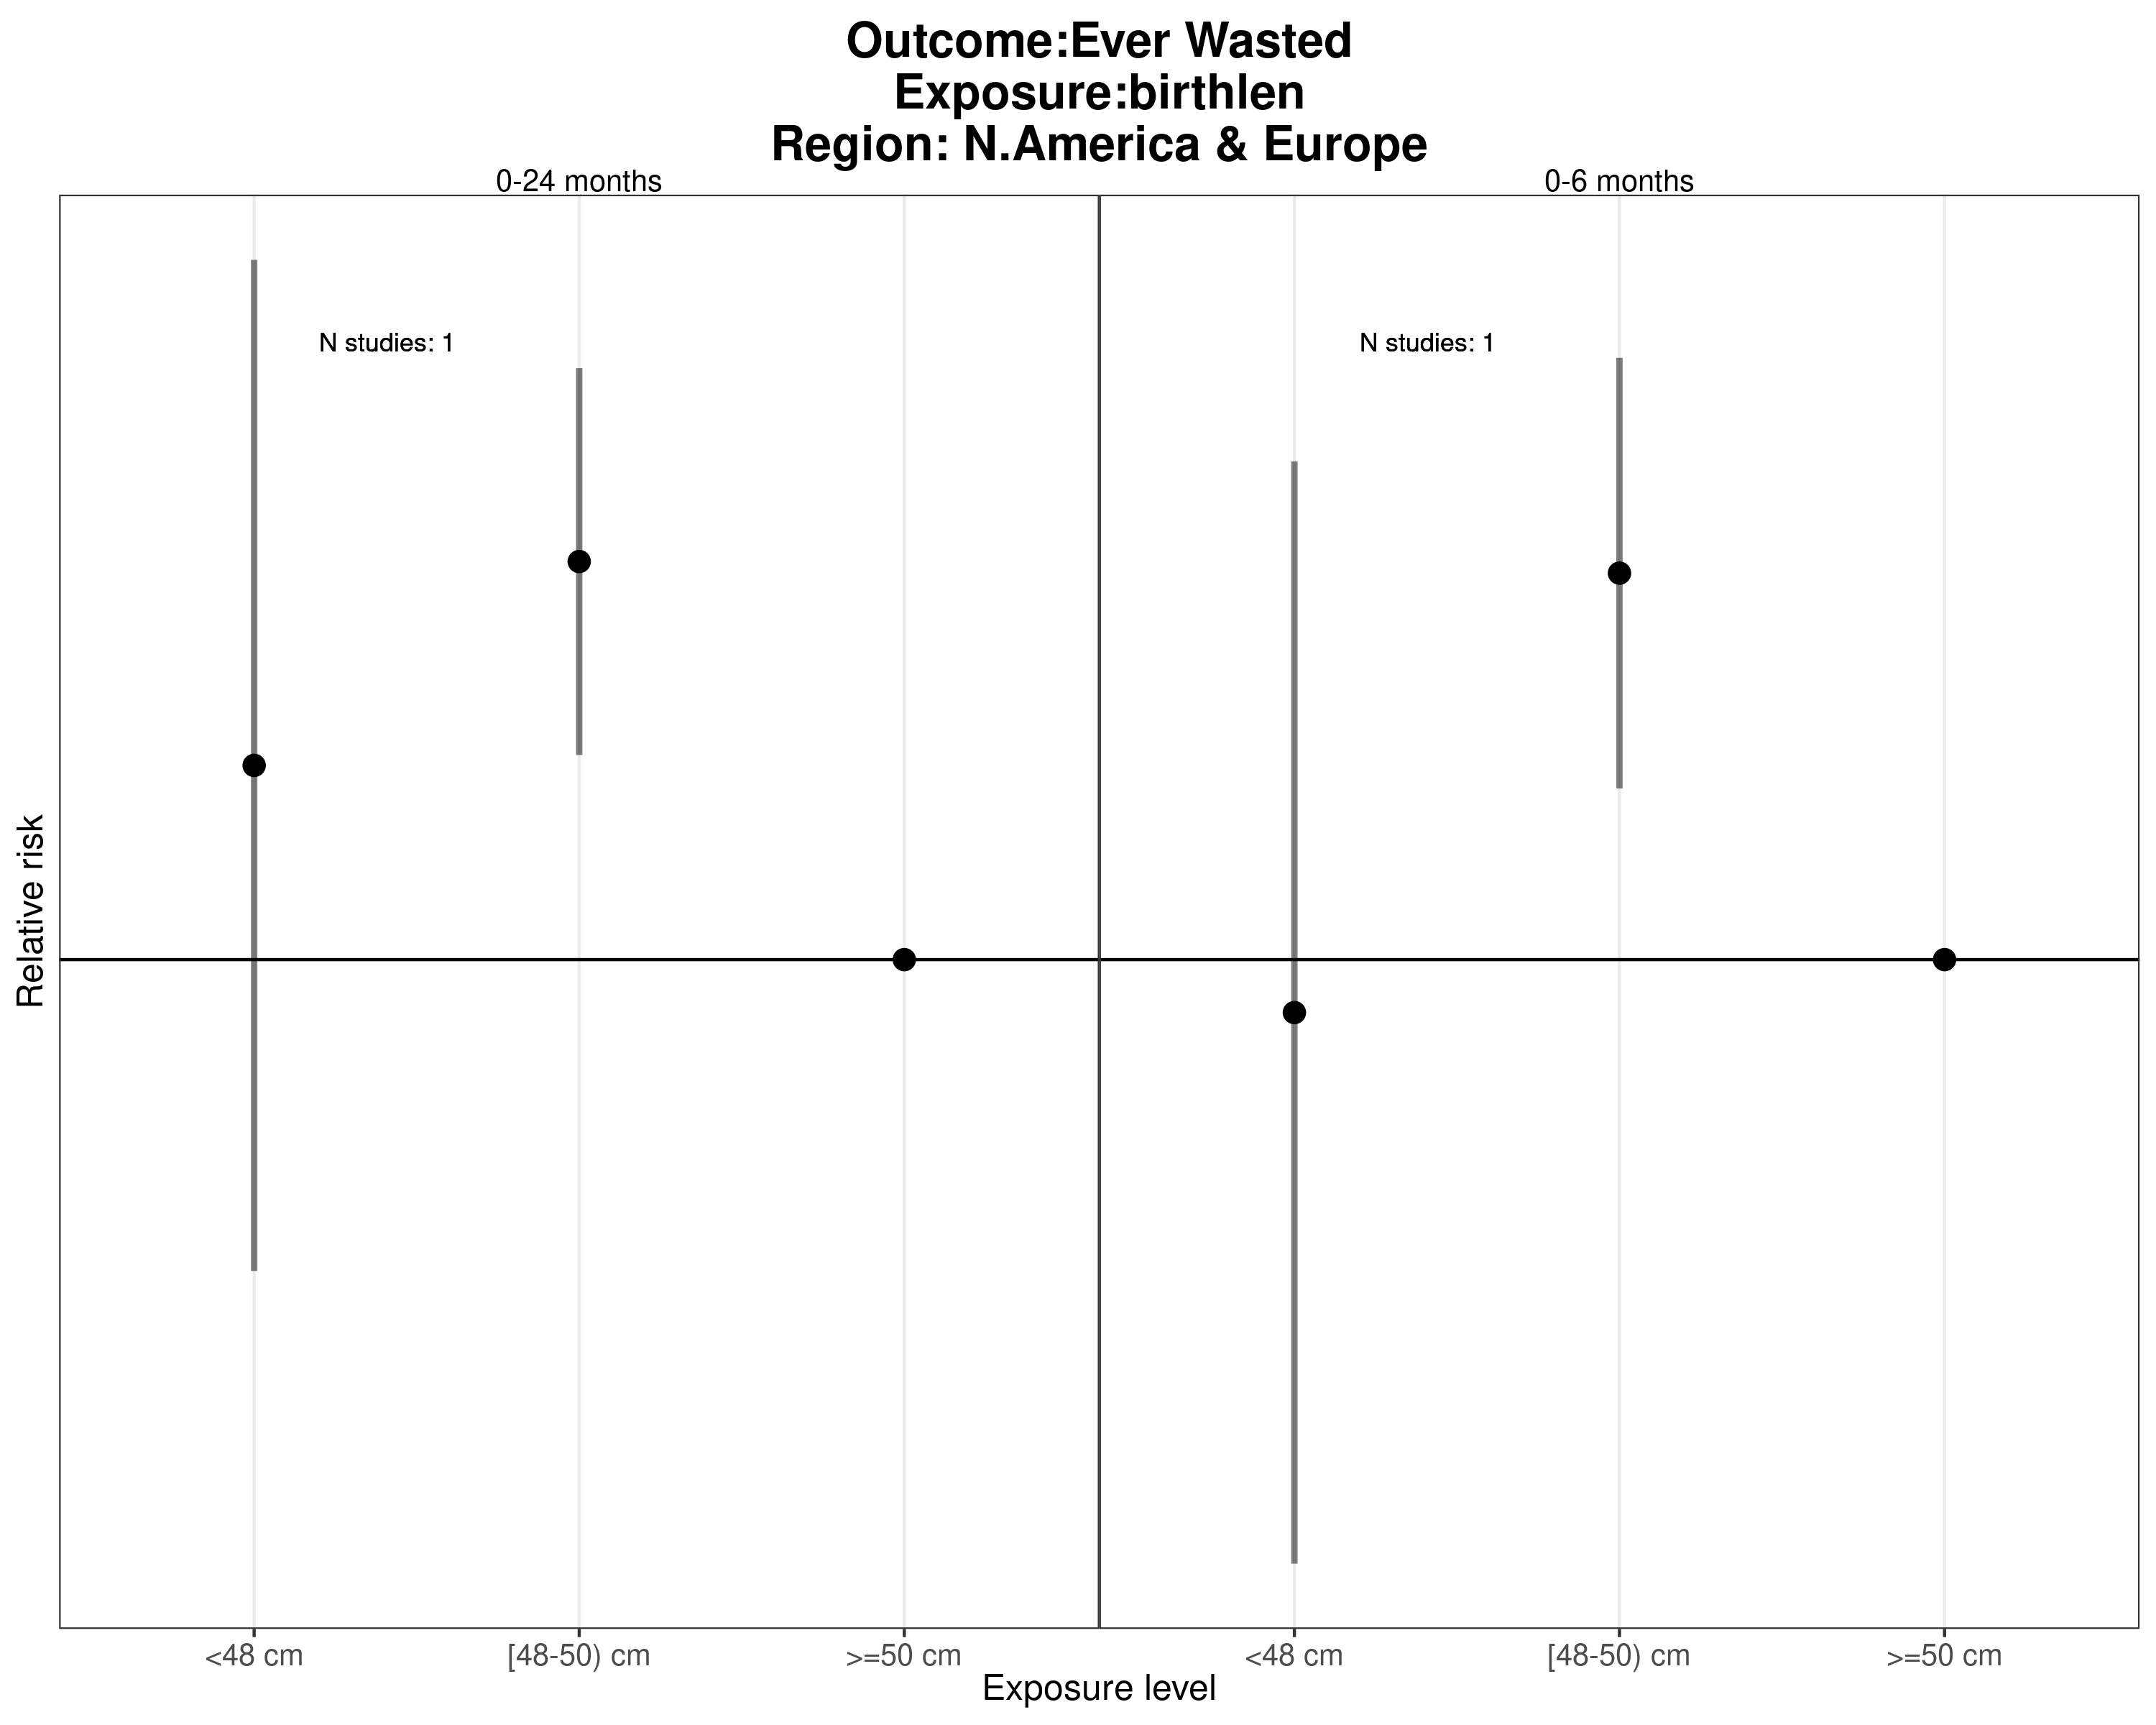 Outcome:Ever Wasted
Exposure:birthlen
Region: N.America & Europe
0-24 months
0-6 months
N studies: 1
N studies: 1
Relative risk
<48 cm
[48-50) cm
>=50 cm
<48 cm
[48-50) cm
>=50 cm
Exposure level